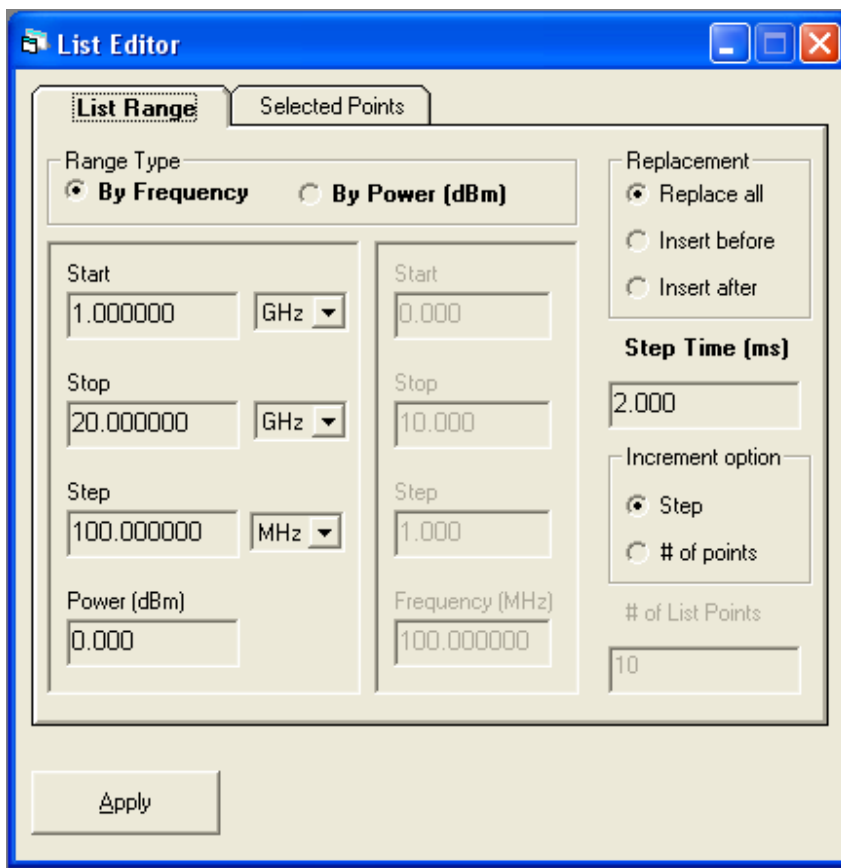 List Editor
List Range
Selected Points
Range Type
By Frequency
By Power (dBm)
Start
1.000000
GHz
Stop
20.000000
GHz
Step
100.000000
MHz
Power (dBm)
0.000
Start
0.000
Stop
10.000
Step
1.000
Frequency (MHz)
100.000000
Replacement
Replace all
Insert before
Insert after
Step Time (ms)
2.000
Increment option
Step
# of points
# of List Points
10
Apply